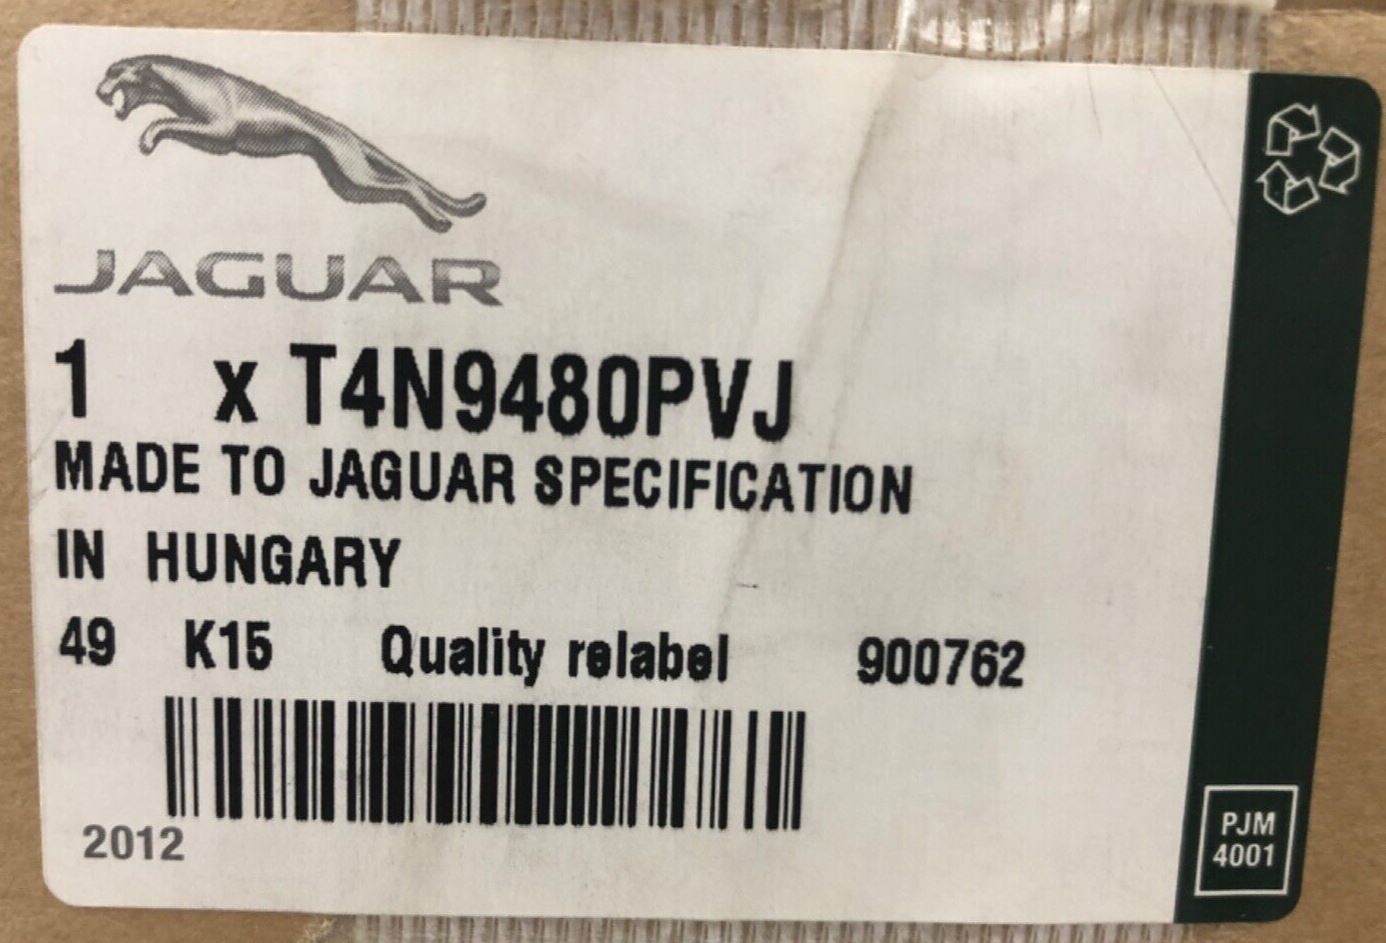 JAGUAR
1 x T4N9480PVJ
MADE TO JAGUAR SPECIFICATION
IN HUNGARY
49 K15 Quality relabel 900762
2012
PJM
4001